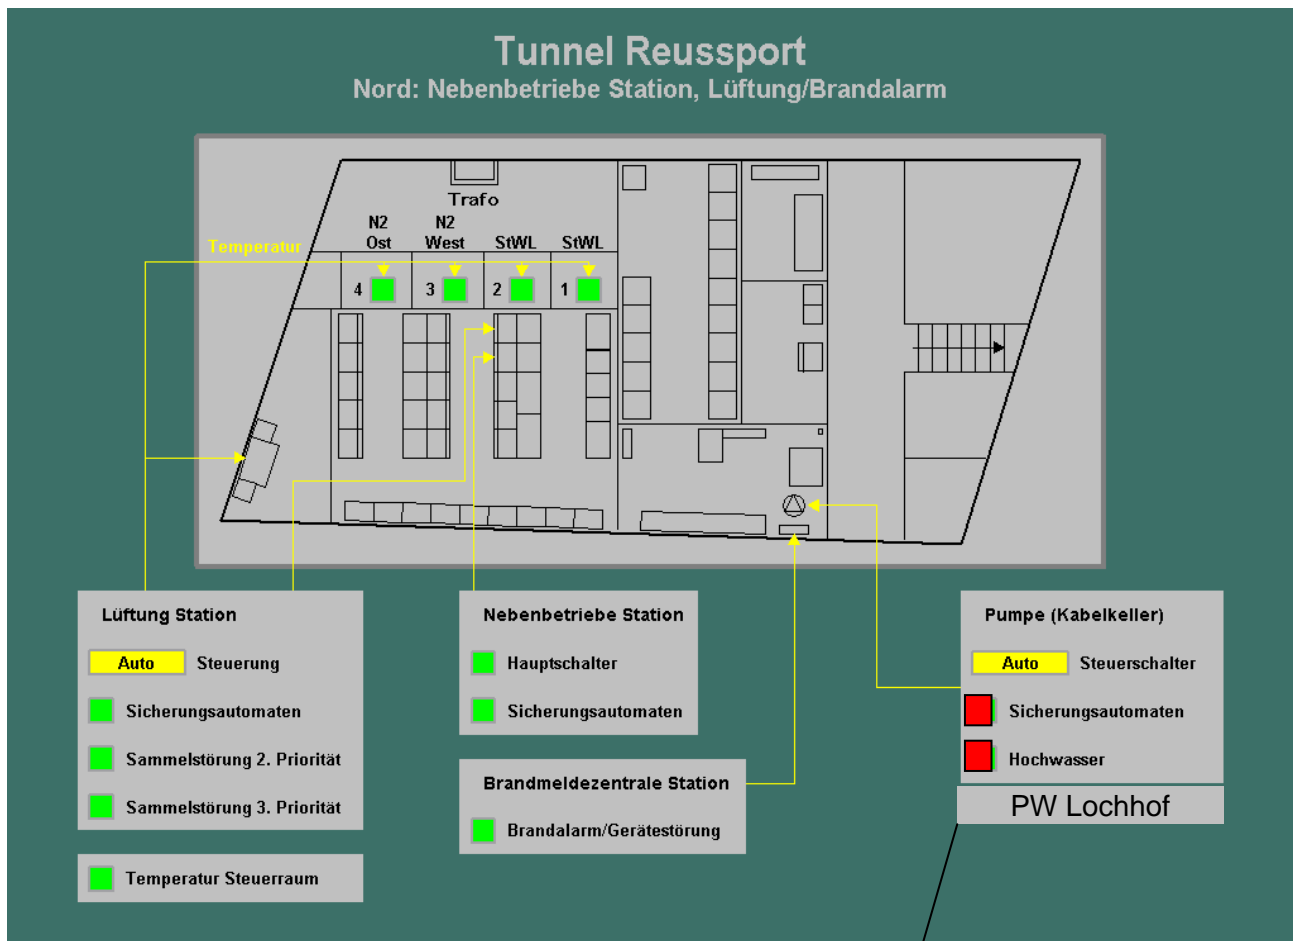 Tunnel Reussport
Nord: Nebenbetriebe Station, Lüftung/Brandalarm
Trafo
N2 Ost
N2 West
StWL
StWL
Temperatur
4
3
2
1
Lüftung Station
Auto Steuerung
Sicherungsautomaten
Sammelstörung 2. Priorität
Sammelstörung 3. Priorität
Temperatur Steuerraum
Nebenbetriebe Station
Hauptschalter
Sicherungsautomaten
Brandmeldezentrale Station
Brandalarm/Gerätestörung
Pumpe (Kabelkeller)
Auto Steuerschalter
Sicherungsautomaten
Hochwasser
PW Lochhof